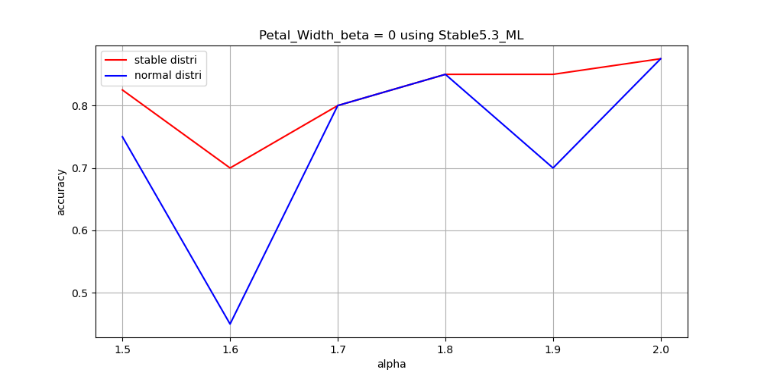 Petal_Width_beta = 0 using Stable5.3_ML
stable distri
normal distri
accuracy
0.8
0.7
0.6
0.5
1.5 1.6 1.7 1.8 1.9 2.0
alpha